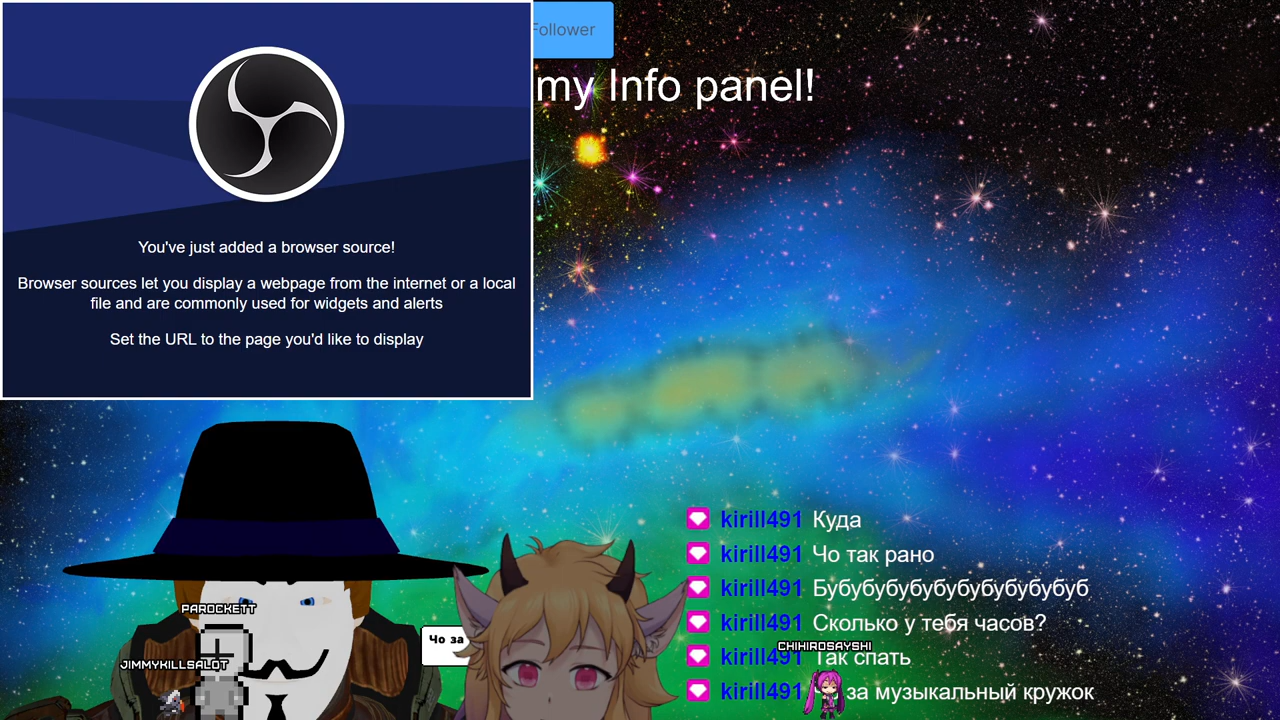 Follower
my Info panel!
You've just added a browser source!
Browser sources let you display a webpage from the internet or a local
file and are commonly used for widgets and alerts
Set the URL to the page you'd like to display
kirill491 Куда
kirill491 Чо так рано
kirill491 Бубубубубубубубубубуб
kirill491 Сколько у тебя часов?
kirill491 Так спать
kirill491 за музыкальный кружок
CHIHIROSAYSHI
PAROCKETT
JIMMYKILLSALOT
Чо за